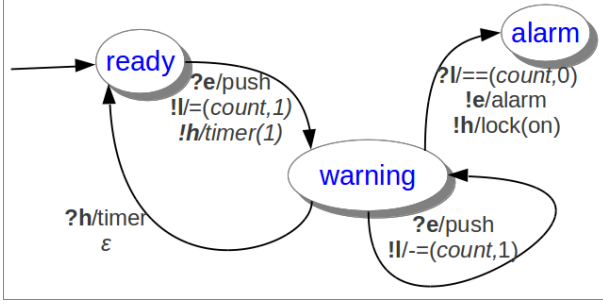 ready
alarm
?e/push
!l/=(count,1)
!h/timer(1)
?l/==(count,0)
!e/alarm
!h/lock(on)
warning
?h/timer
ε
?e/push
!l/-=(count,1)